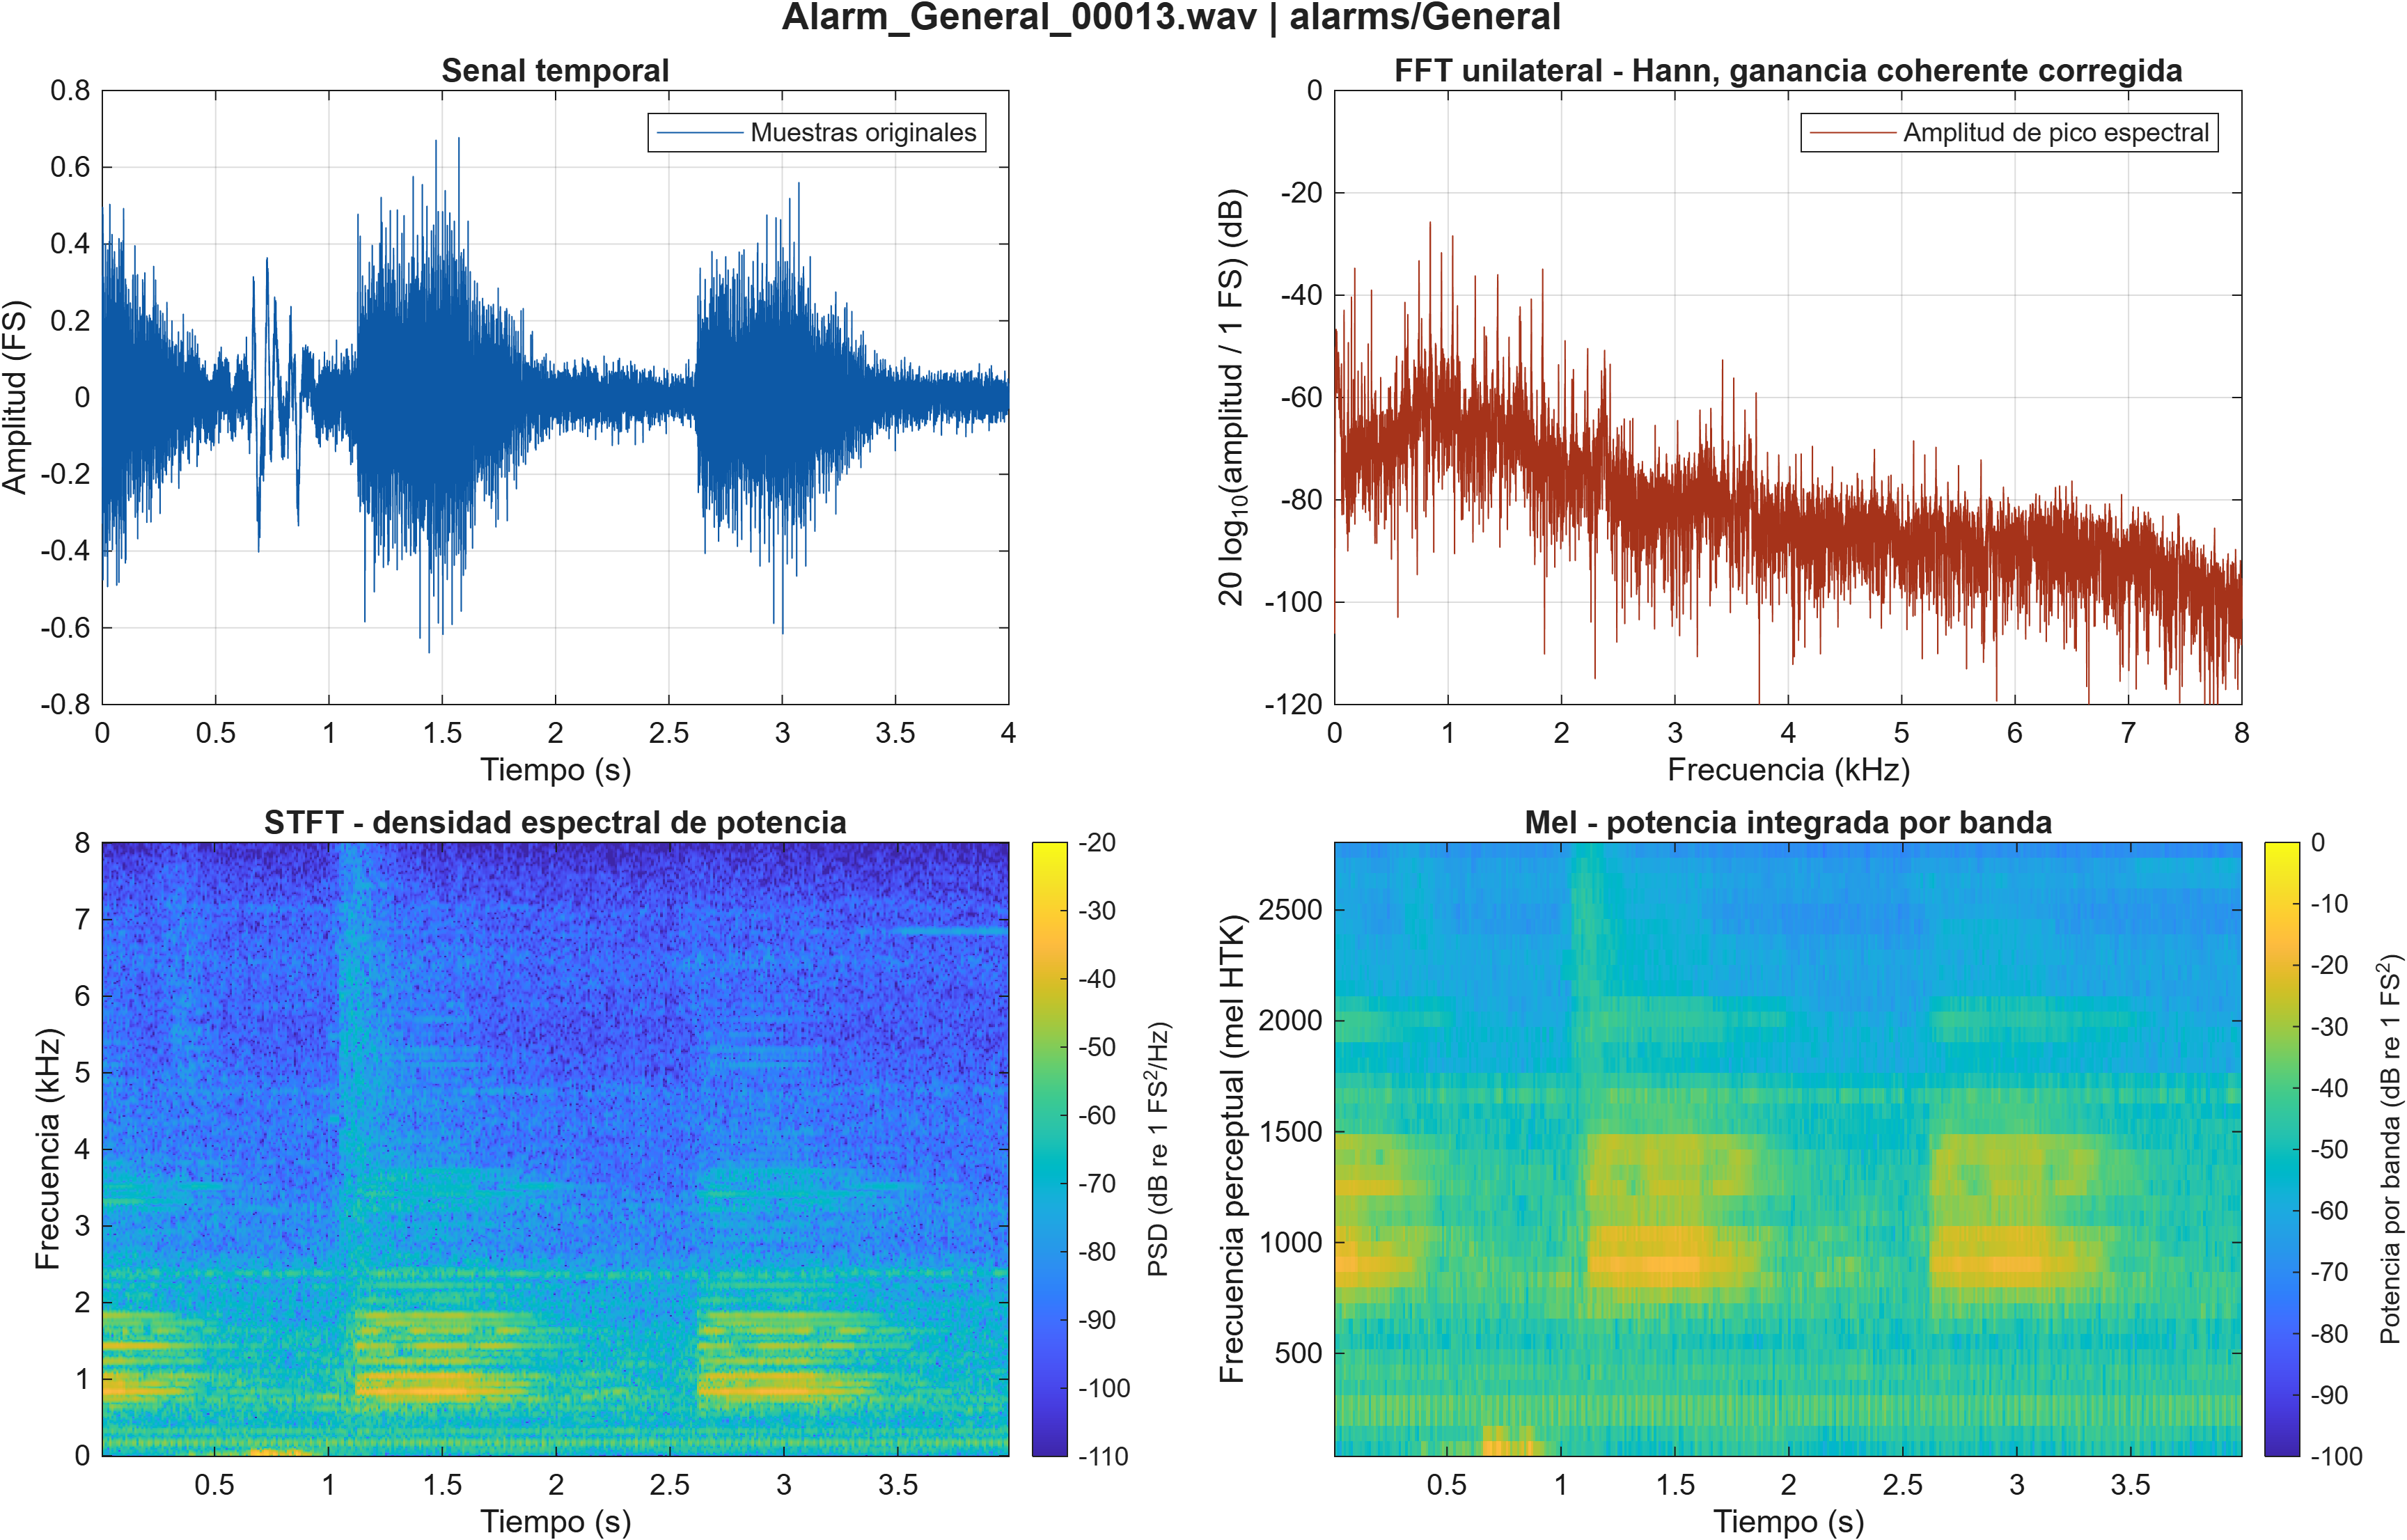 Alarm_General_00013.wav | alarms/General
Senal temporal
Muestras originales
Amplitud (FS)
0.8
0.6
0.4
0.2
0
-0.2
-0.4
-0.6
-0.8
0 0.5 1 1.5 2 2.5 3 3.5 4
Tiempo (s)
FFT unilateral - Hann, ganancia coherente corregida
Amplitud de pico espectral
20 log10(amplitud / 1 FS) (dB)
0
-20
-40
-60
-80
-100
-120
0 1 2 3 4 5 6 7 8
Frecuencia (kHz)
STFT - densidad espectral de potencia
Frecuencia (kHz)
8
7
6
5
4
3
2
1
0
0.5 1 1.5 2 2.5 3 3.5
Tiempo (s)
-20
-30
-40
-50
-60
-70
-80
-90
-100
-110
PSD (dB re 1 FS²/Hz)
Mel - potencia integrada por banda
Frecuencia perceptual (mel HTK)
2500
2000
1500
1000
500
0.5 1 1.5 2 2.5 3 3.5
Tiempo (s)
0
-10
-20
-30
-40
-50
-60
-70
-80
-90
-100
Potencia por banda (dB re 1 FS²)